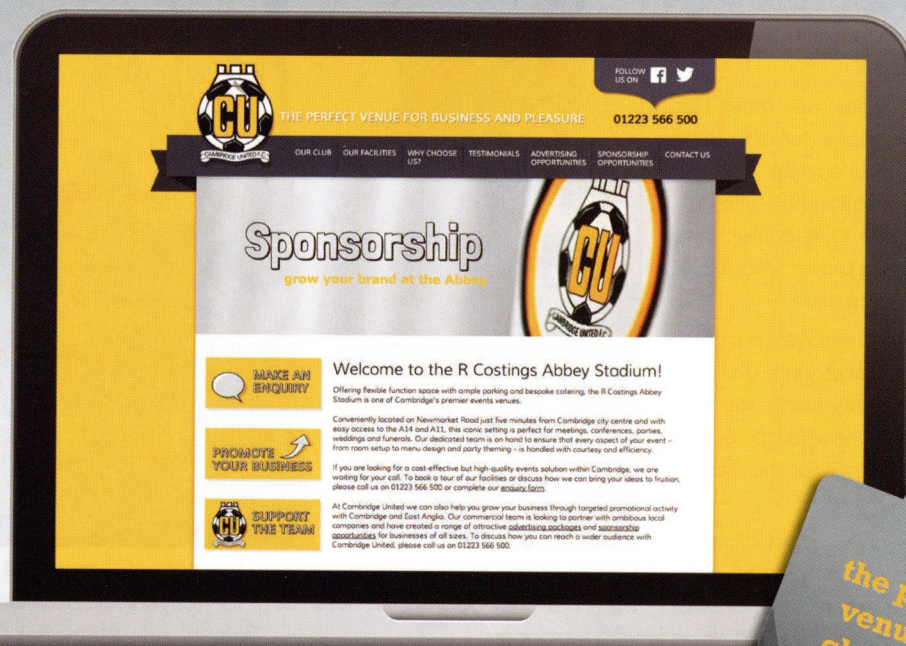 CU
CAMBRIDGE UNITED F.C.
THE PERFECT VENUE FOR BUSINESS AND PLEASURE
FOLLOW
US ON
01223 566 500
OUR CLUB
OUR FACILITIES
WHY CHOOSE
US?
TESTIMONIALS
ADVERTISING
OPPORTUNITIES
SPONSORSHIP
OPPORTUNITIES
CONTACT US
Sponsorship
grow your brand at the Abbey
CU
CAMBRIDGE UNITED F.C.
MAKE AN
ENQUIRY
PROMOTE
YOUR BUSINESS
CU
SUPPORT
THE TEAM
Welcome to the R Costings Abbey Stadium!
Offering flexible function space with ample parking and bespoke catering, the R Costings Abbey
Stadium is one of Cambridge's premier events venues.
Conveniently located on Newmarket Road just five minutes from Cambridge city centre and with
easy access to the A14 and A11, this iconic setting is perfect for meetings, conferences, parties,
weddings and funerals. Our dedicated team is on hand to ensure that every aspect of your event –
from room setup to menu design and party theming – is handled with courtesy and efficiency.
If you are looking for a cost-effective but high-quality events solution within Cambridge, we are
waiting for your call. To book a tour of our facilities or discuss how we can bring your ideas to fruition,
please call us on 01223 566 500 or complete our enquiry form.
At Cambridge United we can also help you grow your business through targeted promotional activity
with Cambridge and East Anglia. Our commercial team is looking to partner with ambitious local
companies and have created a range of attractive advertising packages and sponsorship
opportunities for businesses of all sizes. To discuss how you can reach a wider audience with
Cambridge United, please call us on 01223 566 500.
the